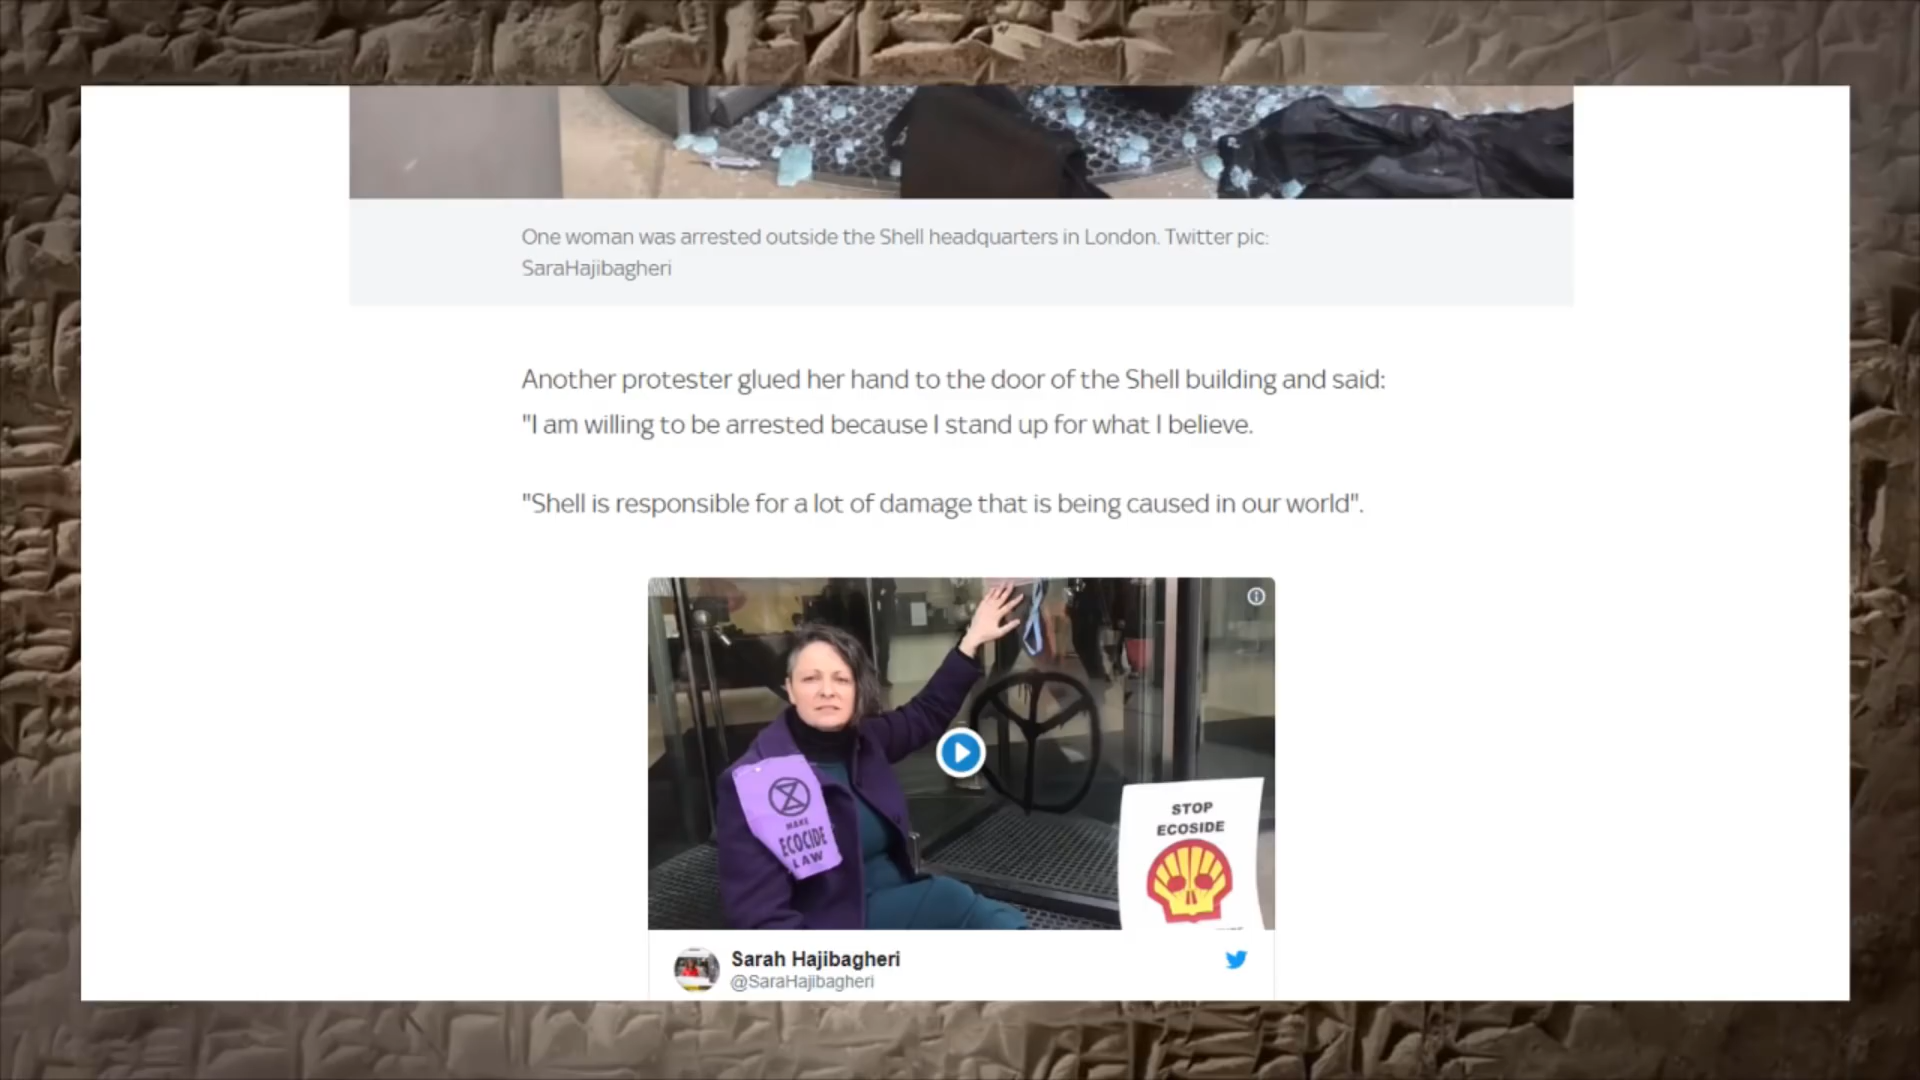 One woman was arrested outside the Shell headquarters in London. Twitter pic:
SaraHajibagheri
Another protester glued her hand to the door of the Shell building and said:
"I am willing to be arrested because I stand up for what I believe.
"Shell is responsible for a lot of damage that is being caused in our world".
MAKE
ECOCIDE
LAW
STOP
ECOSIDE
Sarah Hajibagheri
@SaraHajibagheri